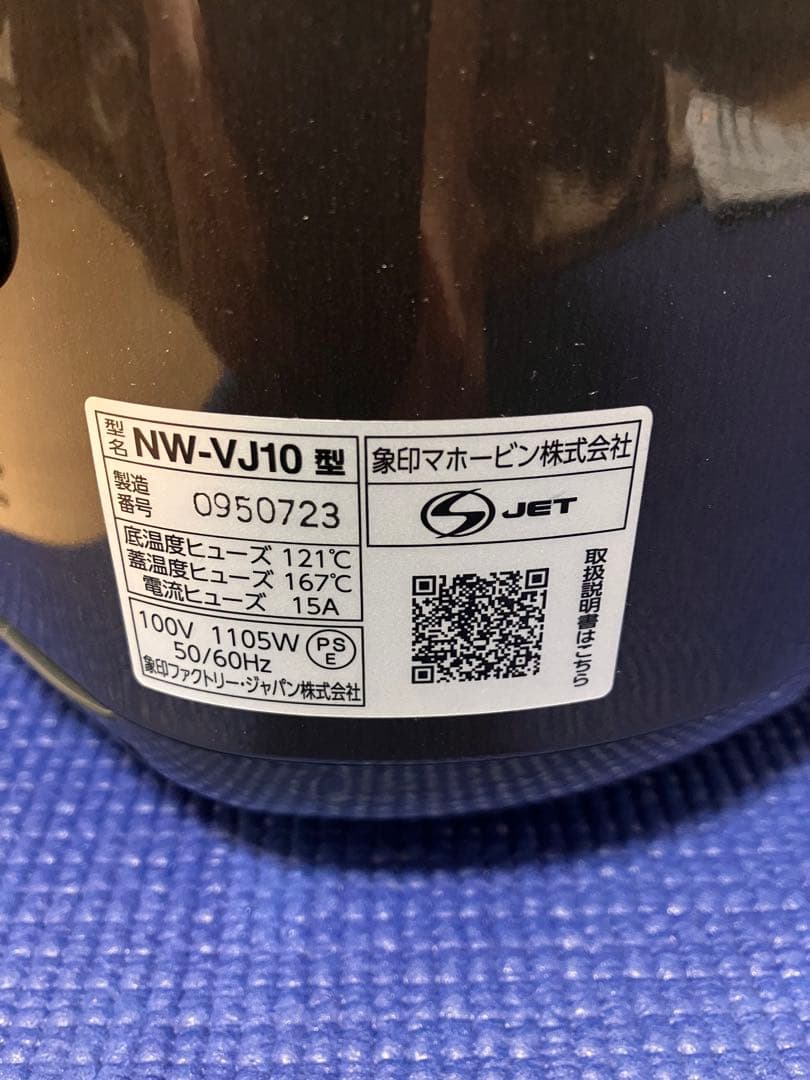 型名 NW-VJ10 型
製造番号 0950723
底温度ヒューズ 121℃
蓋温度ヒューズ 167℃
電流ヒューズ 15A
100V 1105W
50/60Hz
PS
E
象印ファクトリー・ジャパン株式会社
象印マホービン株式会社
S JET
取扱説明書はこちら